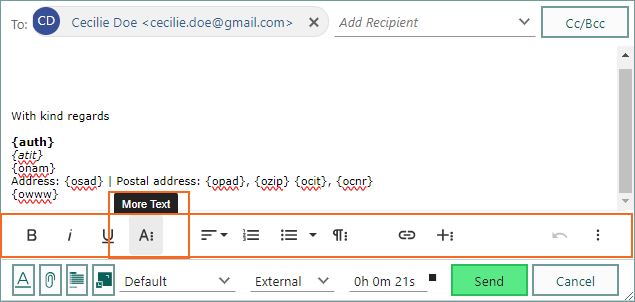 To: CD Cecilie Doe <cecilie.doe@gmail.com> Add Recipient Cc/Bcc
With kind regards
{auth}
{atit}
{onam}
Address: {osad} | Postal address: {opad}, {ozip} {ocit}, {ocnr}
{owww}
More Text
B i U A
A Default External 0h 0m 21s Send Cancel